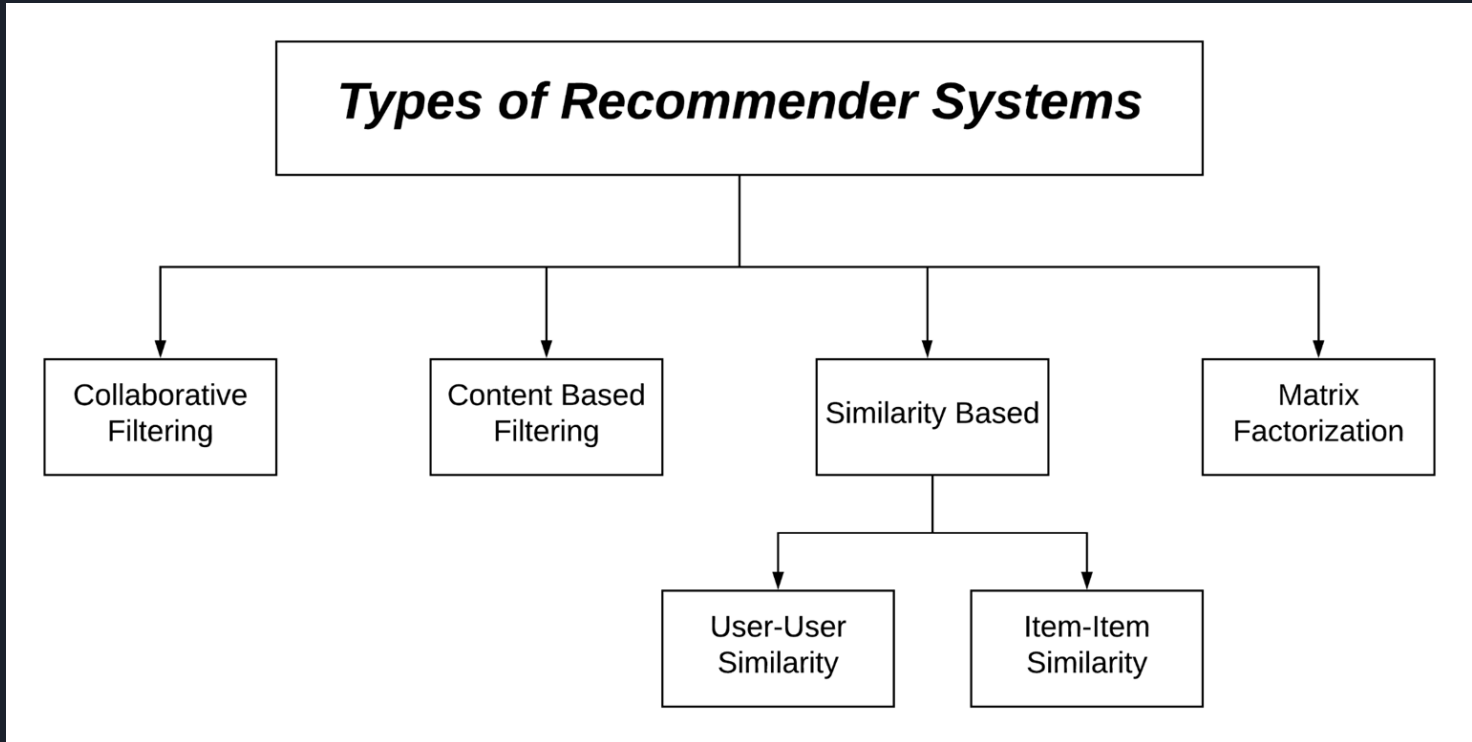 Types of Recommender Systems
Collaborative
Filtering
Content Based
Filtering
Similarity Based
Matrix
Factorization
User-User
Similarity
Item-Item
Similarity